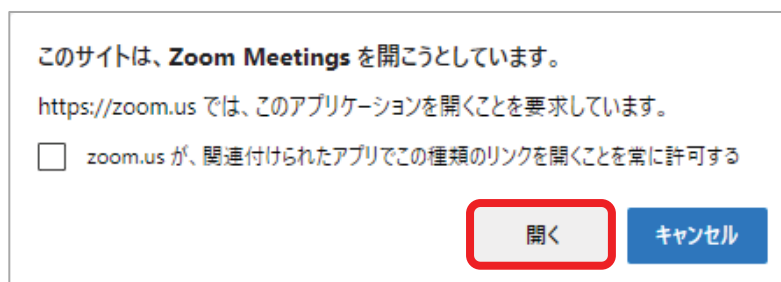 このサイトは、Zoom Meetings を開こうとしています。
https://zoom.us では、このアプリケーションを開くことを要求しています。
zoom.us が、関連付けられたアプリでこの種類のリンクを開くことを常に許可する
開く
キャンセル